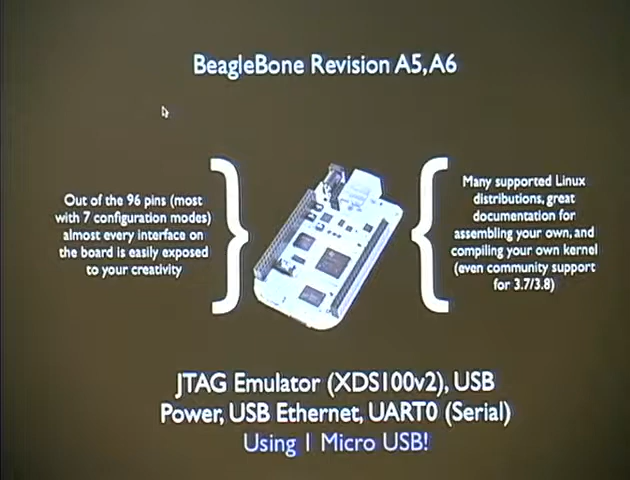 BeagleBone Revision A5, A6
Out of the 96 pins (most
with 7 configuration modes)
almost every interface on
the board is easily exposed
to your creativity
Many supported Linux
distributions, great
documentation for
assembling your own, and
compiling your own kernel
(even community support
for 3.7/3.8)
JTAG Emulator (XDS100v2), USB
Power, USB Ethernet, UART0 (Serial)
Using 1 Micro USB!